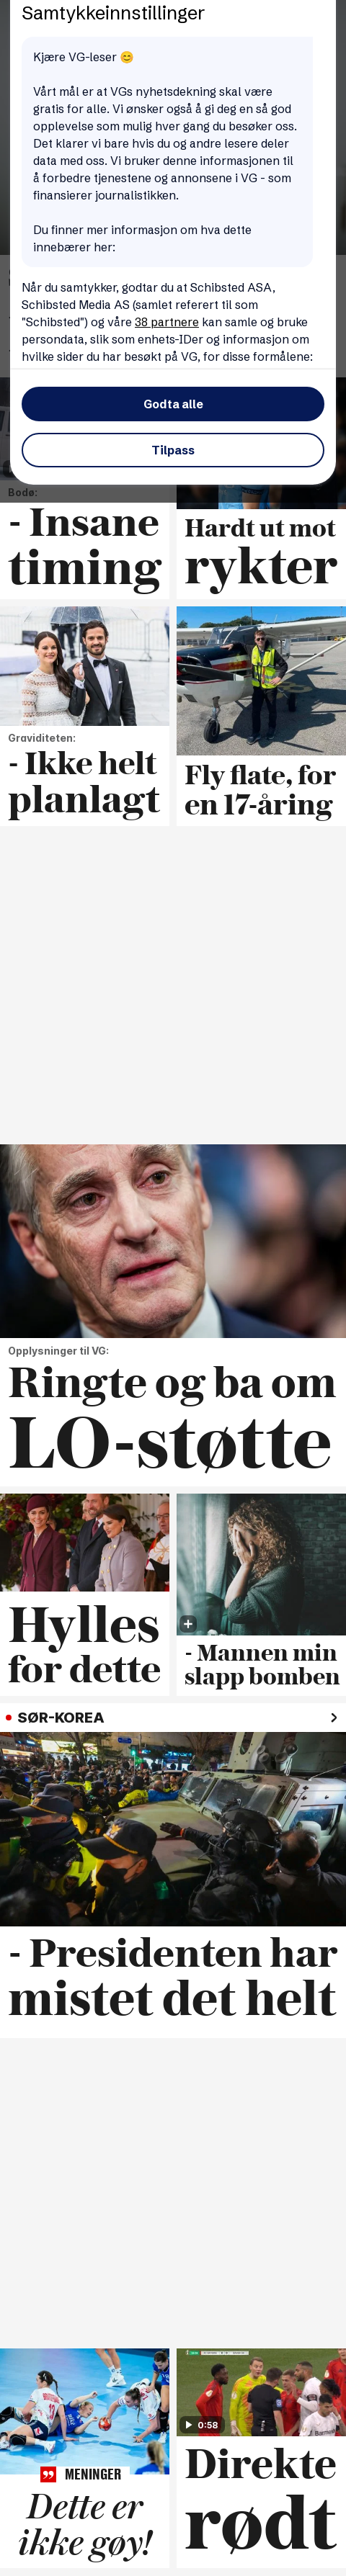 Samtykkeinnstillinger
Kjære VG-leser 😊
Vårt mål er at VGs nyhetsdekning skal være
gratis for alle. Vi ønsker også å gi deg en så god
opplevelse som mulig hver gang du besøker oss.
Det klarer vi bare hvis du og andre lesere deler
data med oss. Vi bruker denne informasjonen til
å forbedre tjenestene og annonsene i VG - som
finansierer journalistikken.
Du finner mer informasjon om hva dette
innebærer her:
Når du samtykker, godtar du at Schibsted ASA,
Schibsted Media AS (samlet referert til som
"Schibsted") og våre 38 partnere kan samle og bruke
persondata, slik som enhets-IDer og informasjon om
hvilke sider du har besøkt på VG, for disse formålene:
Godta alle
Tilpass
Bodø:
- Insane
timing
Hardt ut mot
rykter
Graviditeten:
- Ikke helt
planlagt
Fly flate, for
en 17-åring
Opplysninger til VG:
Ringte og ba om
LO-støtte
Hylles
for dette
- Mannen min
slapp bomben
SØR-KOREA
- Presidenten har
mistet det helt
MENINGER
Dette er
ikke gøy!
0:58
Direkte
rødt